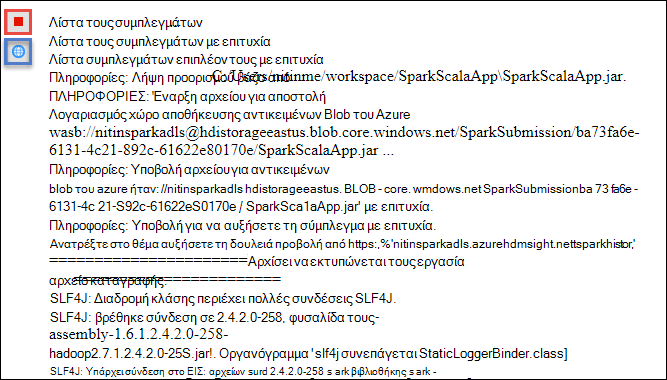 Λίστα τους συμπλεγμάτων
Λίστα τους συμπλεγμάτων με επιτυχία
Λίστα συμπλεγμάτων επιπλέον τους με επιτυχία
Πληροφορίες: Λήψη προορισμού βάζο από C:/Users/nitinme/workspace/SparkScalaApp\SparkScalaApp.jar.
ΠΛΗΡΟΦΟΡΙΕΣ: Έναρξη αρχείου για αποστολή
Λογαριασμός χώρο αποθήκευσης αντικειμένων Blob του Azure
wasb://nitinsparkadls@hdistorageeastus.blob.core.windows.net/SparkSubmission/ba73fa6e-
6131-4c21-892c-61622e80170e/SparkScalaApp.jar ...
Πληροφορίες: Υποβολή αρχείου για αντικειμένων
blob του azure ήταν: //nitinsparkadls hdistorageeastus. BLOB - core. wmdows.net SparkSubmissionba 73 fa6e -
6131-4c 21-S92c-61622eS0170e / SparkSca1aApp.jar' με επιτυχία.
Πληροφορίες: Υποβολή για να αυξήσετε τη σύμπλεγμα με επιτυχία.
Ανατρέξτε στο θέμα αυξήσετε τη δουλειά προβολή από https:,%'nitinsparkadls.azurehdmsight.nettsparkhistor,'
======================Αρχίσει να εκτυπώνεται τους εργασία
αρχείο καταγραφής.======================
SLF4J: Διαδρομή κλάσης περιέχει πολλές συνδέσεις SLF4J.
SLF4J: βρέθηκε σύνδεση σε 2.4.2.0-258, φυσαλίδα τους-
assembly-1.6.1.2.4.2.0-258-
hadoop2.7.1.2.4.2.0-25S.jar!. Οργανόγραμμα ' slf4j συνεπάγεται StaticLoggerBinder.class]
SLF4J: Υπάρχει σύνδεση στο ΕΙΣ: αρχείων surd 2.4.2.0-258 s ark βιβλιοθήκης s ark -